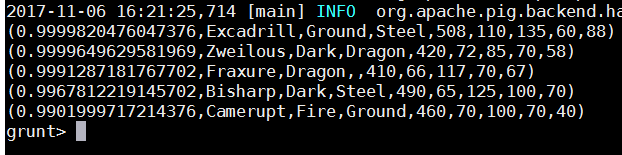 2017-11-06 16:21:25,714 [main] INFO org.apache.pig.backend.ha
(0.9999820476047376,Excadrill,Ground,Steel,508,110,135,60,88)
(0.9999649629581969,Zweilous,Dark,Dragon,420,72,85,70,58)
(0.9991287181767702,Fraxure,Dragon,,410,66,117,70,67)
(0.9967812219145702,Bisharp,Dark,Steel,490,65,125,100,70)
(0.9901999717214376,Camerupt,Fire,Ground,460,70,100,70,40)
grunt>